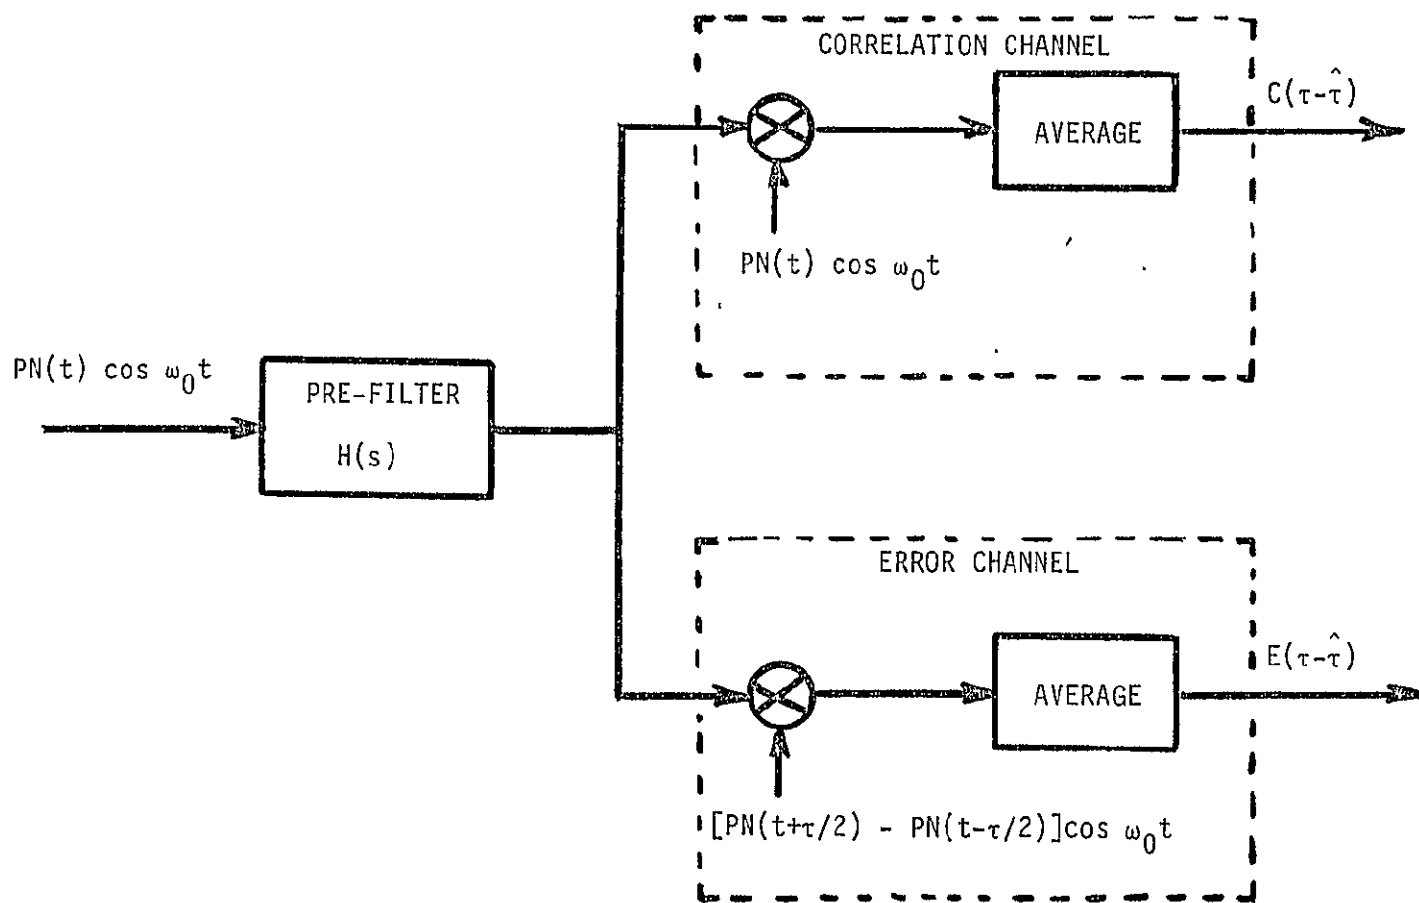 CORRELATION CHANNEL
AVERAGE
C(τ-τ̂)
PN(t) cos ω₀t
PN(t) cos ω₀t
PRE-FILTER
H(s)
ERROR CHANNEL
AVERAGE
E(τ-τ̂)
[PN(t+τ/2) - PN(t-τ/2)]cos ω₀t